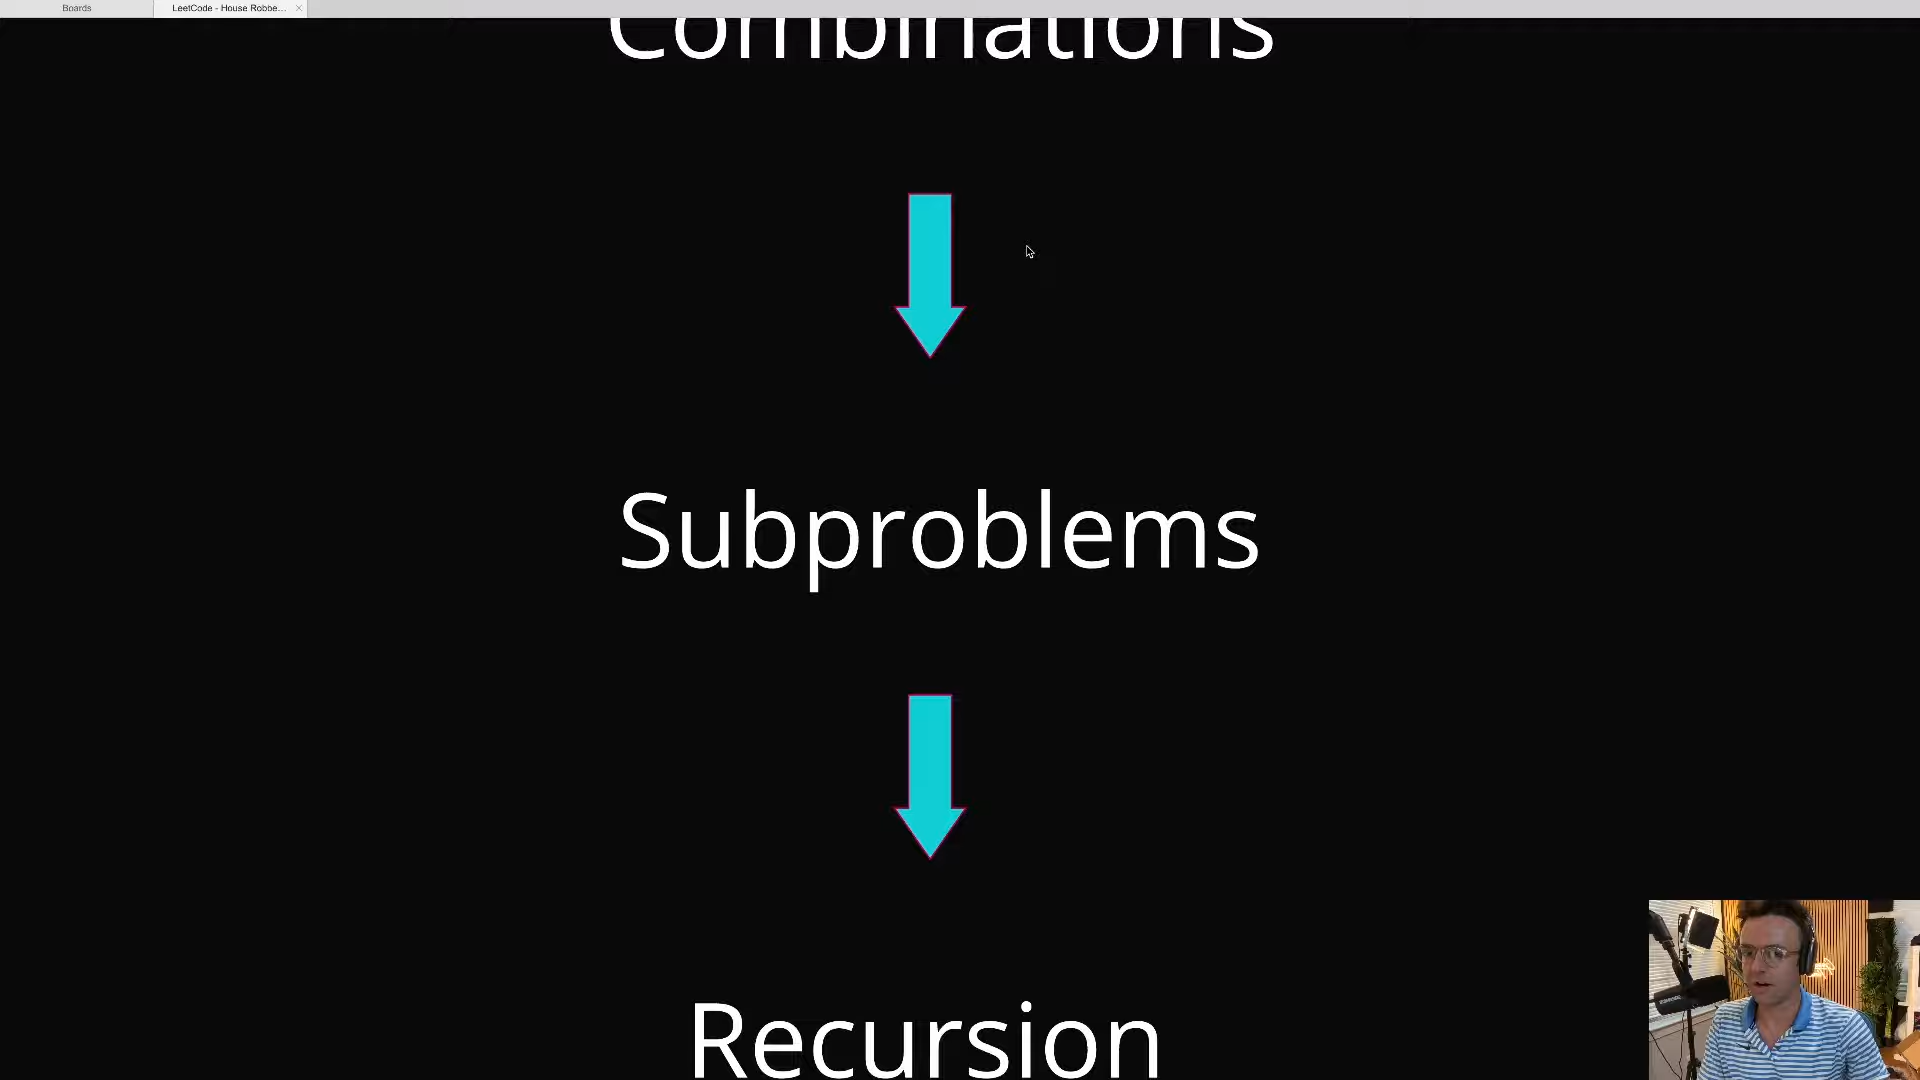 Boards
LeetCode - House Robbe...
Combinations
Subproblems
Recursion